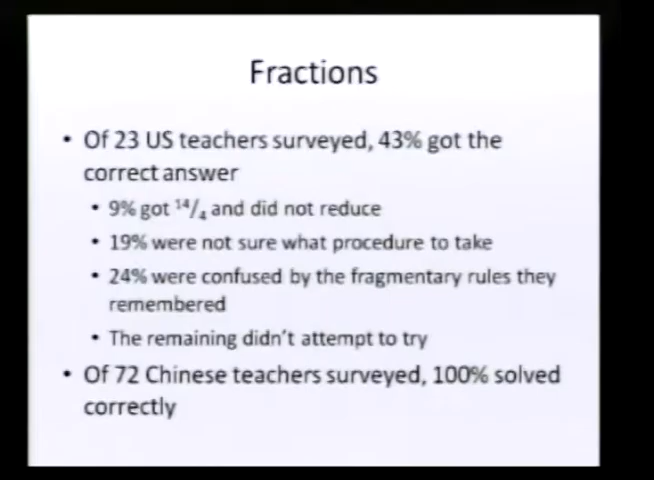 Fractions
• Of 23 US teachers surveyed, 43% got the
correct answer
• 9% got 14/4 and did not reduce
• 19% were not sure what procedure to take
• 24% were confused by the fragmentary rules they
remembered
• The remaining didn't attempt to try
• Of 72 Chinese teachers surveyed, 100% solved
correctly